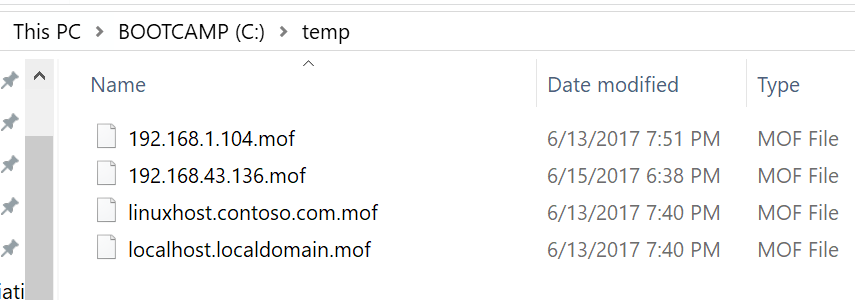 This PC > BOOTCAMP (C:) > temp
Name Date modified Type
192.168.1.104.mof 6/13/2017 7:51 PM MOF File
192.168.43.136.mof 6/15/2017 6:38 PM MOF File
linuxhost.contoso.com.mof 6/13/2017 7:40 PM MOF File
localhost.localdomain.mof 6/13/2017 7:40 PM MOF File
iati